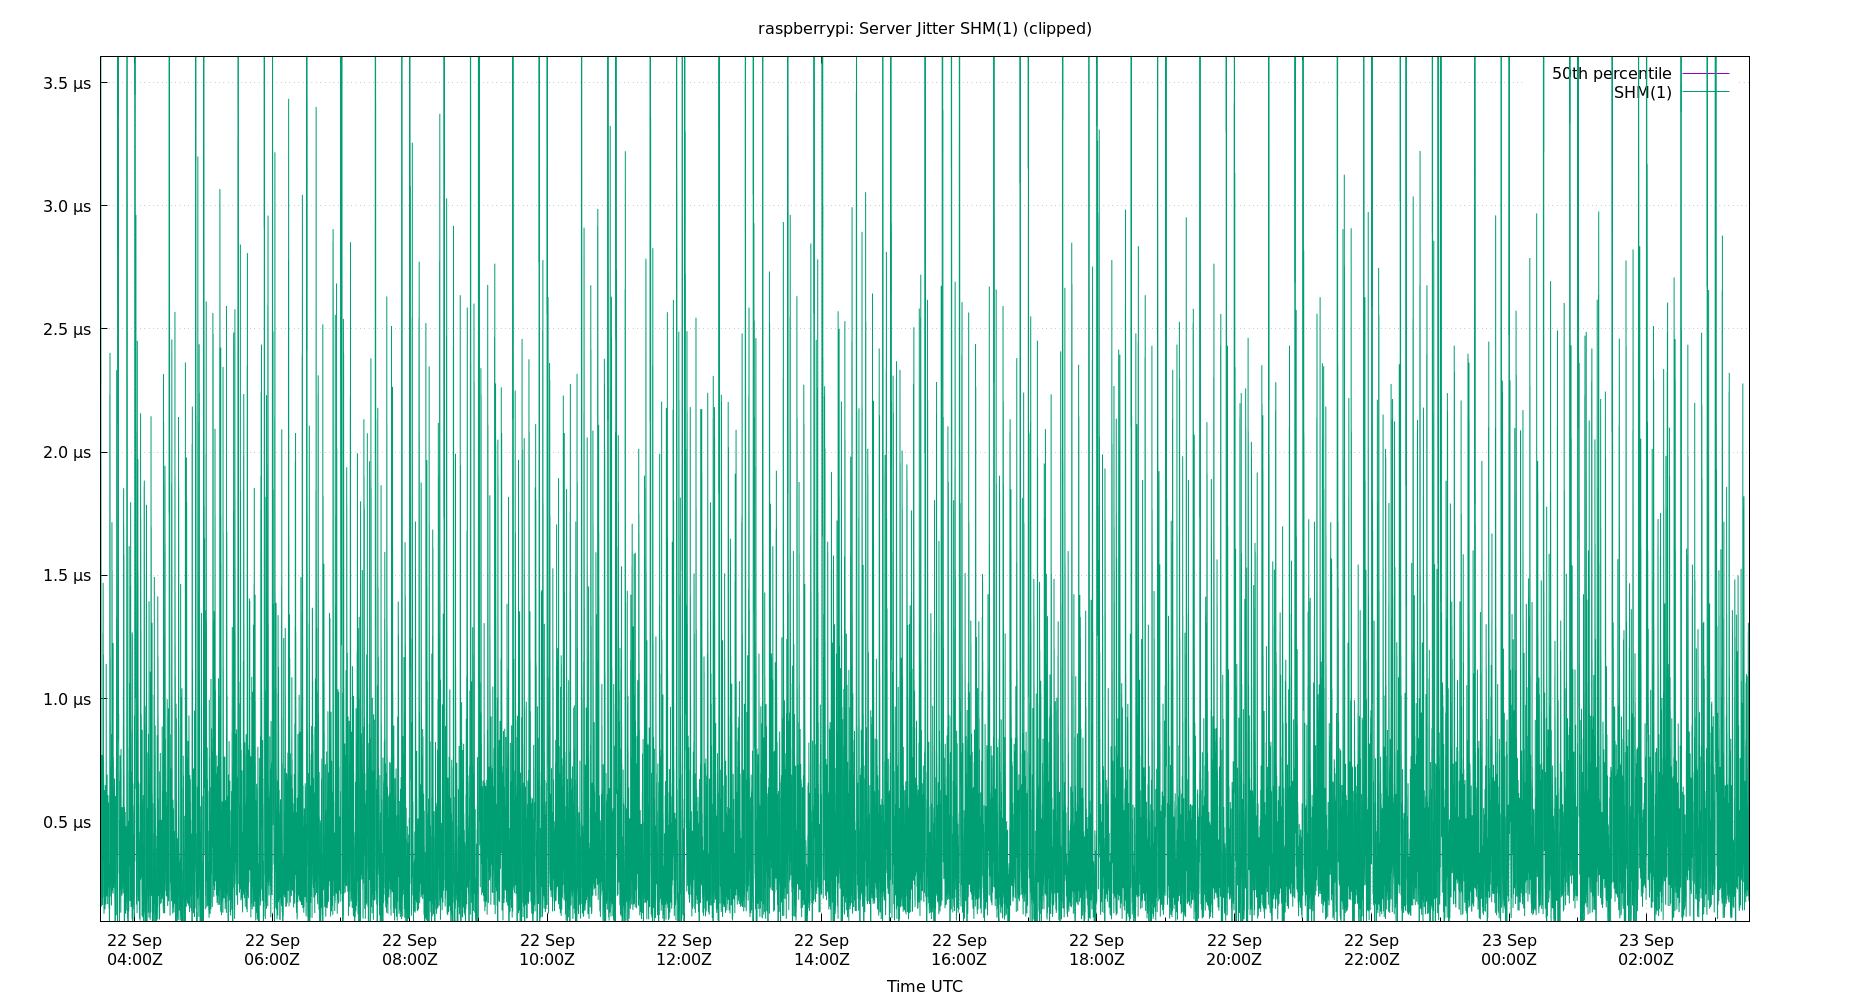 raspberrypi: Server Jitter SHM(1) (clipped)
50th percentile
SHM(1)
3.5 µs
3.0 µs
2.5 µs
2.0 µs
1.5 µs
1.0 µs
0.5 µs
22 Sep 22 Sep 22 Sep 22 Sep 22 Sep 22 Sep 22 Sep 22 Sep 22 Sep 22 Sep 23 Sep 23 Sep
04:00Z 06:00Z 08:00Z 10:00Z 12:00Z 14:00Z 16:00Z 18:00Z 20:00Z 22:00Z 00:00Z 02:00Z
Time UTC